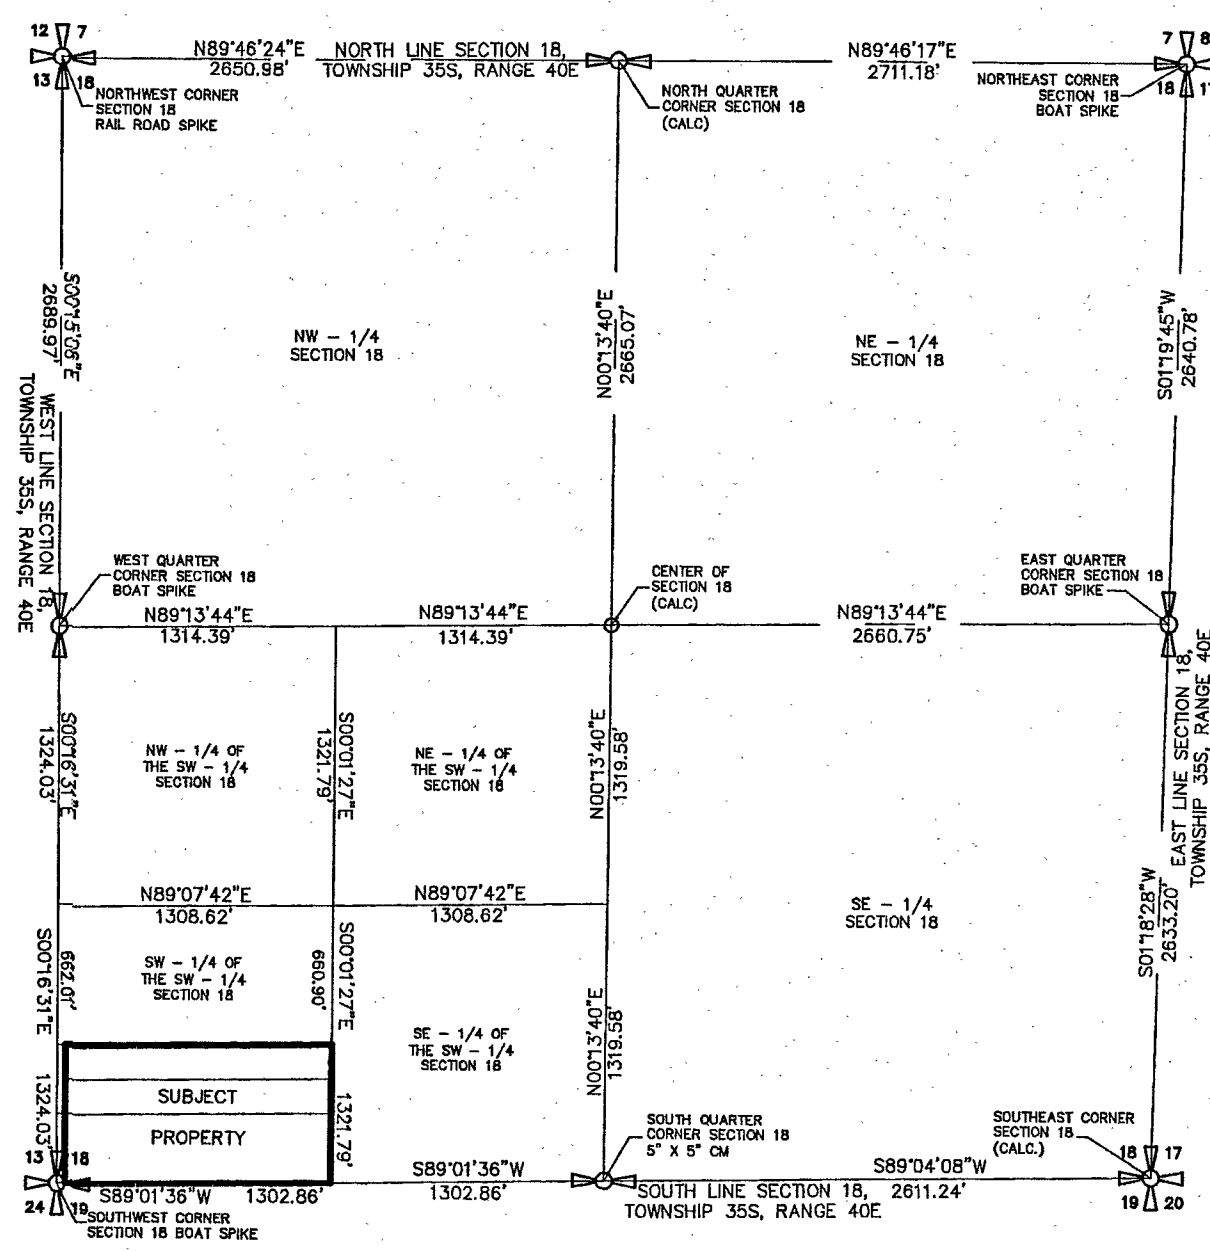 12 7
13 18
N89°46'24"E
2650.98'
NORTH LINE SECTION 18,
TOWNSHIP 35S, RANGE 40E
N89°46'17"E
2711.18'
7 8
18 1
NORTHWEST CORNER
SECTION 18
RAIL ROAD SPIKE
NORTH QUARTER
CORNER SECTION 18
(CALC)
NORTHEAST CORNER
SECTION 18
BOAT SPIKE
S00°15'06"E
2689.97'
WEST LINE SECTION 18,
TOWNSHIP 35S, RANGE 40E
NW - 1/4
SECTION 18
N00°13'40"E
2665.07'
NE - 1/4
SECTION 18
S01°19'45"W
2640.78'
WEST QUARTER
CORNER SECTION 18
BOAT SPIKE
CENTER OF
SECTION 18
(CALC)
EAST QUARTER
CORNER SECTION 18
BOAT SPIKE
N89°13'44"E
1314.39'
N89°13'44"E
1314.39'
N89°13'44"E
2660.75'
EAST LINE SECTION 18,
TOWNSHIP 35S, RANGE 40E
S00°16'31"E
1324.03'
NW - 1/4 OF
THE SW - 1/4
SECTION 18
S00°01'27"E
1321.79'
NE - 1/4 OF
THE SW - 1/4
SECTION 18
N00°13'40"E
1319.58'
N89°07'42"E
1308.62'
N89°07'42"E
1308.62'
SE - 1/4
SECTION 18
S01°18'28"W
2633.20'
S00°16'31"E
662.01'
SW - 1/4 OF
THE SW - 1/4
SECTION 18
S00°01'27"E
660.90'
SE - 1/4 OF
THE SW - 1/4
SECTION 18
N00°13'40"E
1319.58'
1324.03'
SUBJECT
PROPERTY
1321.79'
SOUTH QUARTER
CORNER SECTION 18
5" X 5" CM
SOUTHEAST CORNER
SECTION 18
(CALC.)
13 18
24 19
S89°01'36"W 1302.86'
S89°01'36"W
1302.86'
S89°04'08"W
2611.24'
SOUTH LINE SECTION 18,
TOWNSHIP 35S, RANGE 40E
18 17
19 20
SOUTHWEST CORNER
SECTION 18 BOAT SPIKE